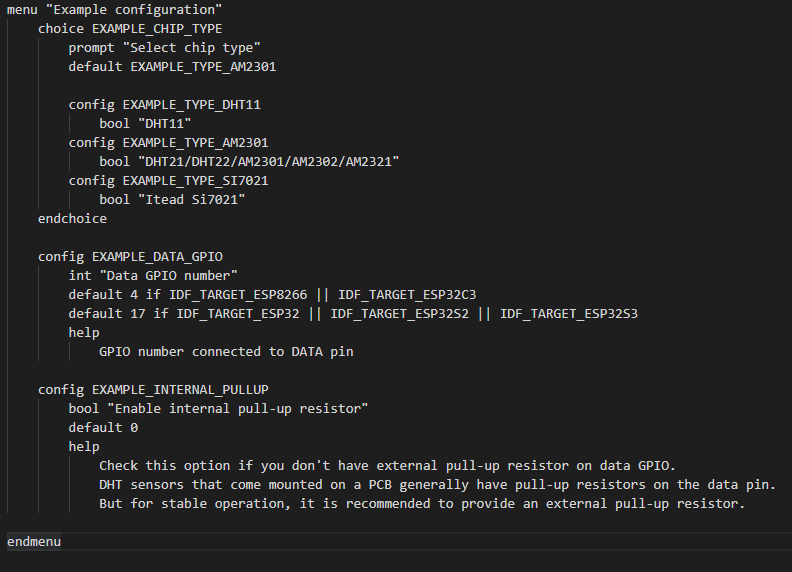 menu "Example configuration"
choice EXAMPLE_CHIP_TYPE
prompt "Select chip type"
default EXAMPLE_TYPE_AM2301
config EXAMPLE_TYPE_DHT11
bool "DHT11"
config EXAMPLE_TYPE_AM2301
bool "DHT21/DHT22/AM2301/AM2302/AM2321"
config EXAMPLE_TYPE_SI7021
bool "Itead Si7021"
endchoice
config EXAMPLE_DATA_GPIO
int "Data GPIO number"
default 4 if IDF_TARGET_ESP8266 || IDF_TARGET_ESP32C3
default 17 if IDF_TARGET_ESP32 || IDF_TARGET_ESP32S2 || IDF_TARGET_ESP32S3
help
GPIO number connected to DATA pin
config EXAMPLE_INTERNAL_PULLUP
bool "Enable internal pull-up resistor"
default 0
help
Check this option if you don't have external pull-up resistor on data GPIO.
DHT sensors that come mounted on a PCB generally have pull-up resistors on the data pin.
But for stable operation, it is recommended to provide an external pull-up resistor.
endmenu